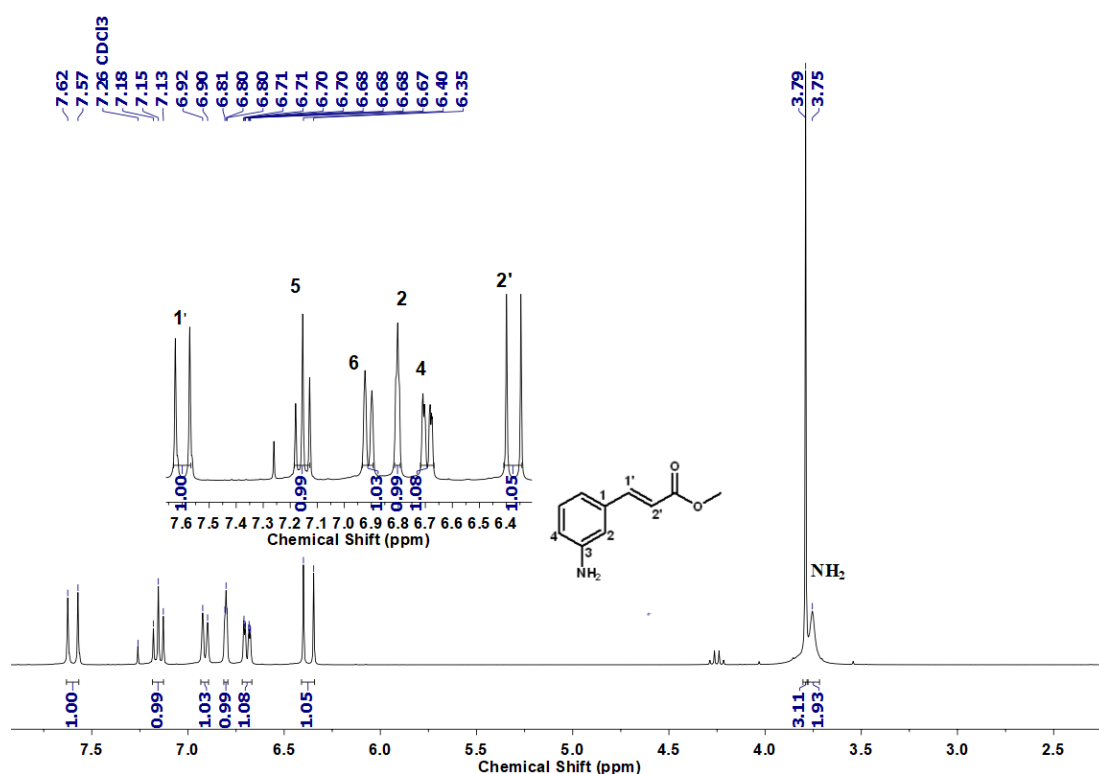 7.62 7.57 7.26 CDCl3 7.18 7.15 7.13 6.92 6.90 6.81 6.80 6.80 6.71 6.71 6.70 6.70 6.68 6.68 6.68 6.67 6.40 6.35 3.79 3.75
1' 5 6 2 4 2'
1.00 0.99 1.03 0.99 1.08 1.05
7.6 7.5 7.4 7.3 7.2 7.1 7.0 6.9 6.8 6.7 6.6 6.5 6.4
Chemical Shift (ppm)
O
1'
1 O
2'
4 2
3
NH2
NH2
1.00 0.99 1.03 0.99 1.08 1.05 3.11 1.93
7.5 7.0 6.5 6.0 5.5 5.0 4.5 4.0 3.5 3.0 2.5
Chemical Shift (ppm)